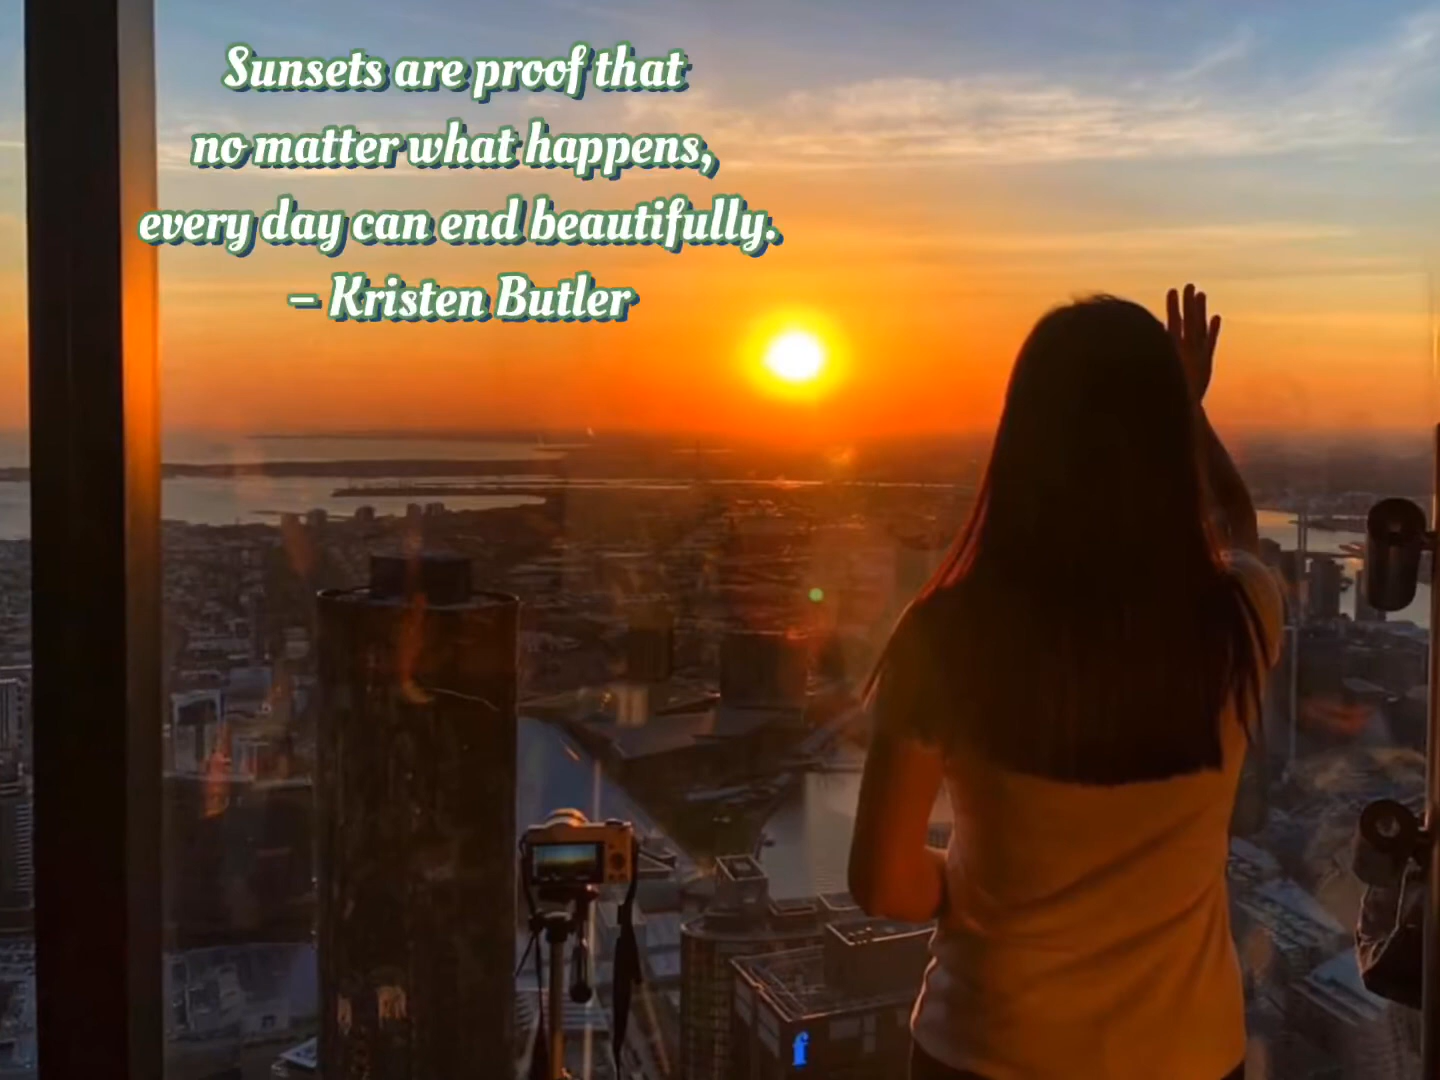 Sunsets are proof that
no matter what happens,
every day can end beautifully.
– Kristen Butler
f